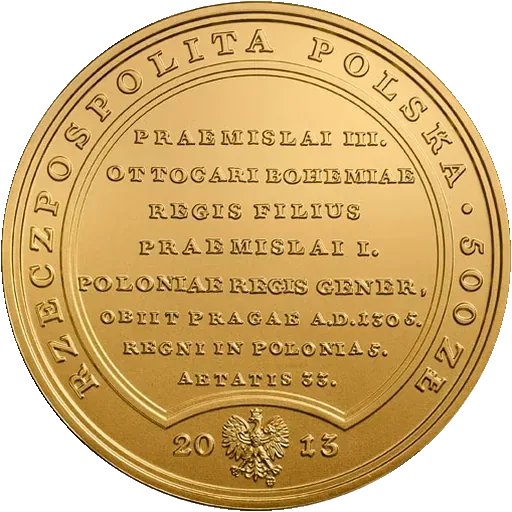 RZECZPOSPOLITA POLSKA · 500 ZŁ
PRAEMISLAI III.
OTTOCARI BOHEMIAE
REGIS FILIUS
PRAEMISLAI I.
POLONIAE REGIS GENER,
OBIIT PRAGAE A.D. 1305.
REGNI IN POLONIA 5.
AETATIS 33.
20 13